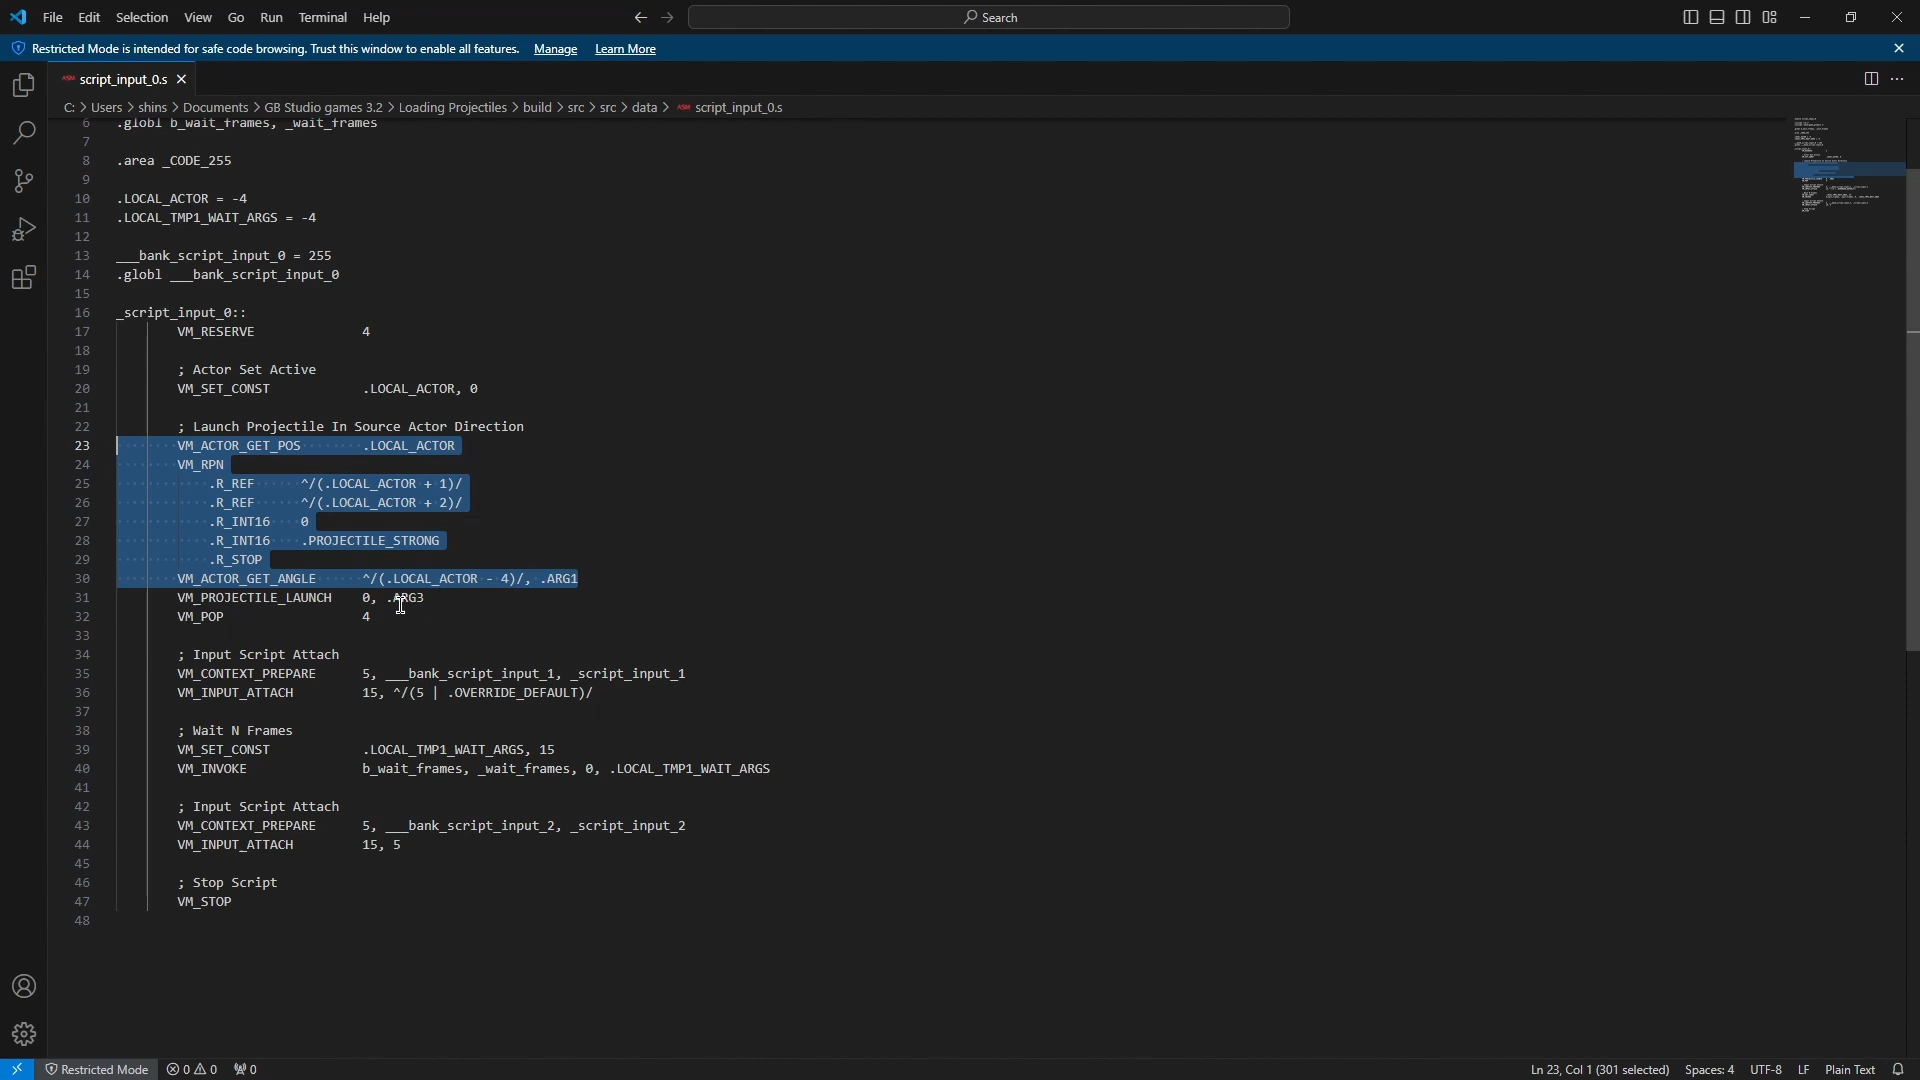 File Edit Selection View Go Run Terminal Help Search
Restricted Mode is intended for safe code browsing. Trust this window to enable all features. Manage Learn More
ASM script_input_0.s
C: > Users > shins > Documents > GB Studio games 3.2 > Loading Projectiles > build > src > src > data > ASM script_input_0.s
6 .globl b_wait_frames, _wait_frames
7
8 .area _CODE_255
9
10 .LOCAL_ACTOR = -4
11 .LOCAL_TMP1_WAIT_ARGS = -4
12
13 ___bank_script_input_0 = 255
14 .globl ___bank_script_input_0
15
16 _script_input_0::
17 VM_RESERVE 4
18
19 ; Actor Set Active
20 VM_SET_CONST .LOCAL_ACTOR, 0
21
22 ; Launch Projectile In Source Actor Direction
23 VM_ACTOR_GET_POS .LOCAL_ACTOR
24 VM_RPN
25 .R_REF ^/(.LOCAL_ACTOR + 1)/
26 .R_REF ^/(.LOCAL_ACTOR + 2)/
27 .R_INT16 0
28 .R_INT16 .PROJECTILE_STRONG
29 .R_STOP
30 VM_ACTOR_GET_ANGLE ^/(.LOCAL_ACTOR - 4)/, .ARG1
31 VM_PROJECTILE_LAUNCH 0, .ARG3
32 VM_POP 4
33
34 ; Input Script Attach
35 VM_CONTEXT_PREPARE 5, ___bank_script_input_1, _script_input_1
36 VM_INPUT_ATTACH 15, ^/(5 | .OVERRIDE_DEFAULT)/
37
38 ; Wait N Frames
39 VM_SET_CONST .LOCAL_TMP1_WAIT_ARGS, 15
40 VM_INVOKE b_wait_frames, _wait_frames, 0, .LOCAL_TMP1_WAIT_ARGS
41
42 ; Input Script Attach
43 VM_CONTEXT_PREPARE 5, ___bank_script_input_2, _script_input_2
44 VM_INPUT_ATTACH 15, 5
45
46 ; Stop Script
47 VM_STOP
48
Restricted Mode 0 0 0 Ln 23, Col 1 (301 selected) Spaces: 4 UTF-8 LF Plain Text